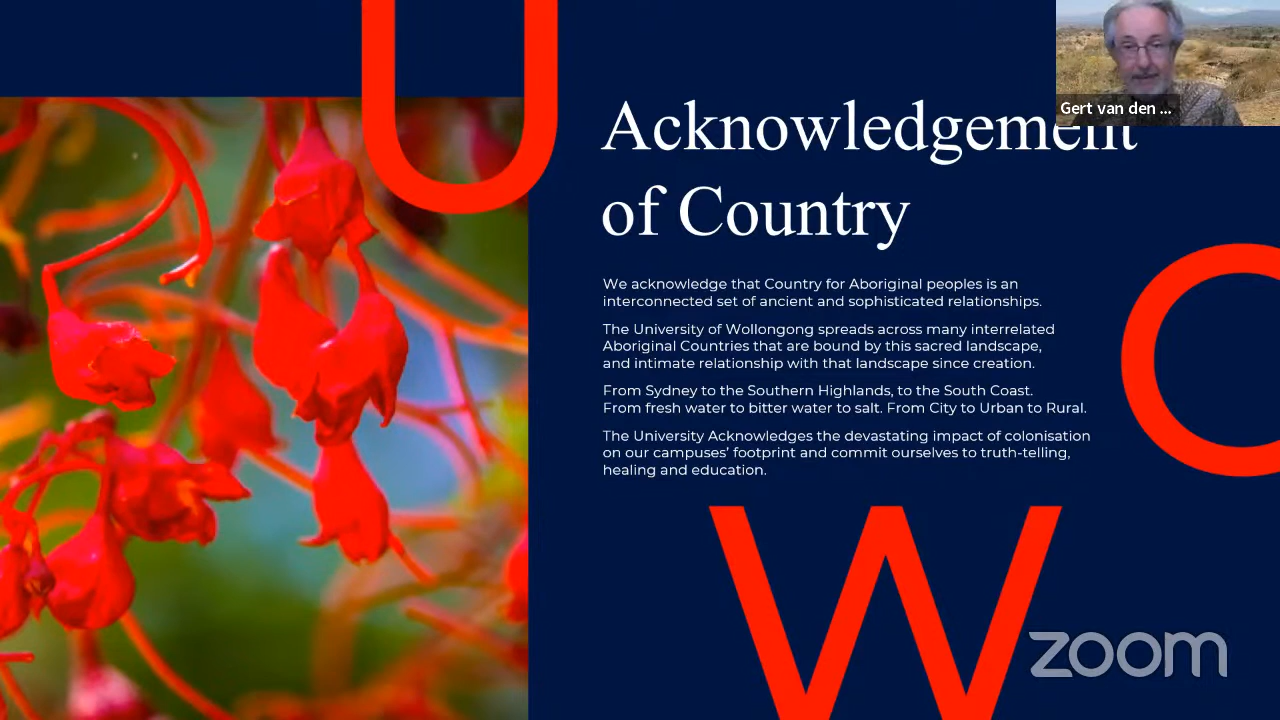 U
Gert van den ...
Acknowledgement
of Country
We acknowledge that Country for Aboriginal peoples is an
interconnected set of ancient and sophisticated relationships.
The University of Wollongong spreads across many interrelated
Aboriginal Countries that are bound by this sacred landscape,
and intimate relationship with that landscape since creation.
From Sydney to the Southern Highlands, to the South Coast.
From fresh water to bitter water to salt. From City to Urban to Rural.
The University Acknowledges the devastating impact of colonisation
on our campuses’ footprint and commit ourselves to truth-telling,
healing and education.
O
W
zoom